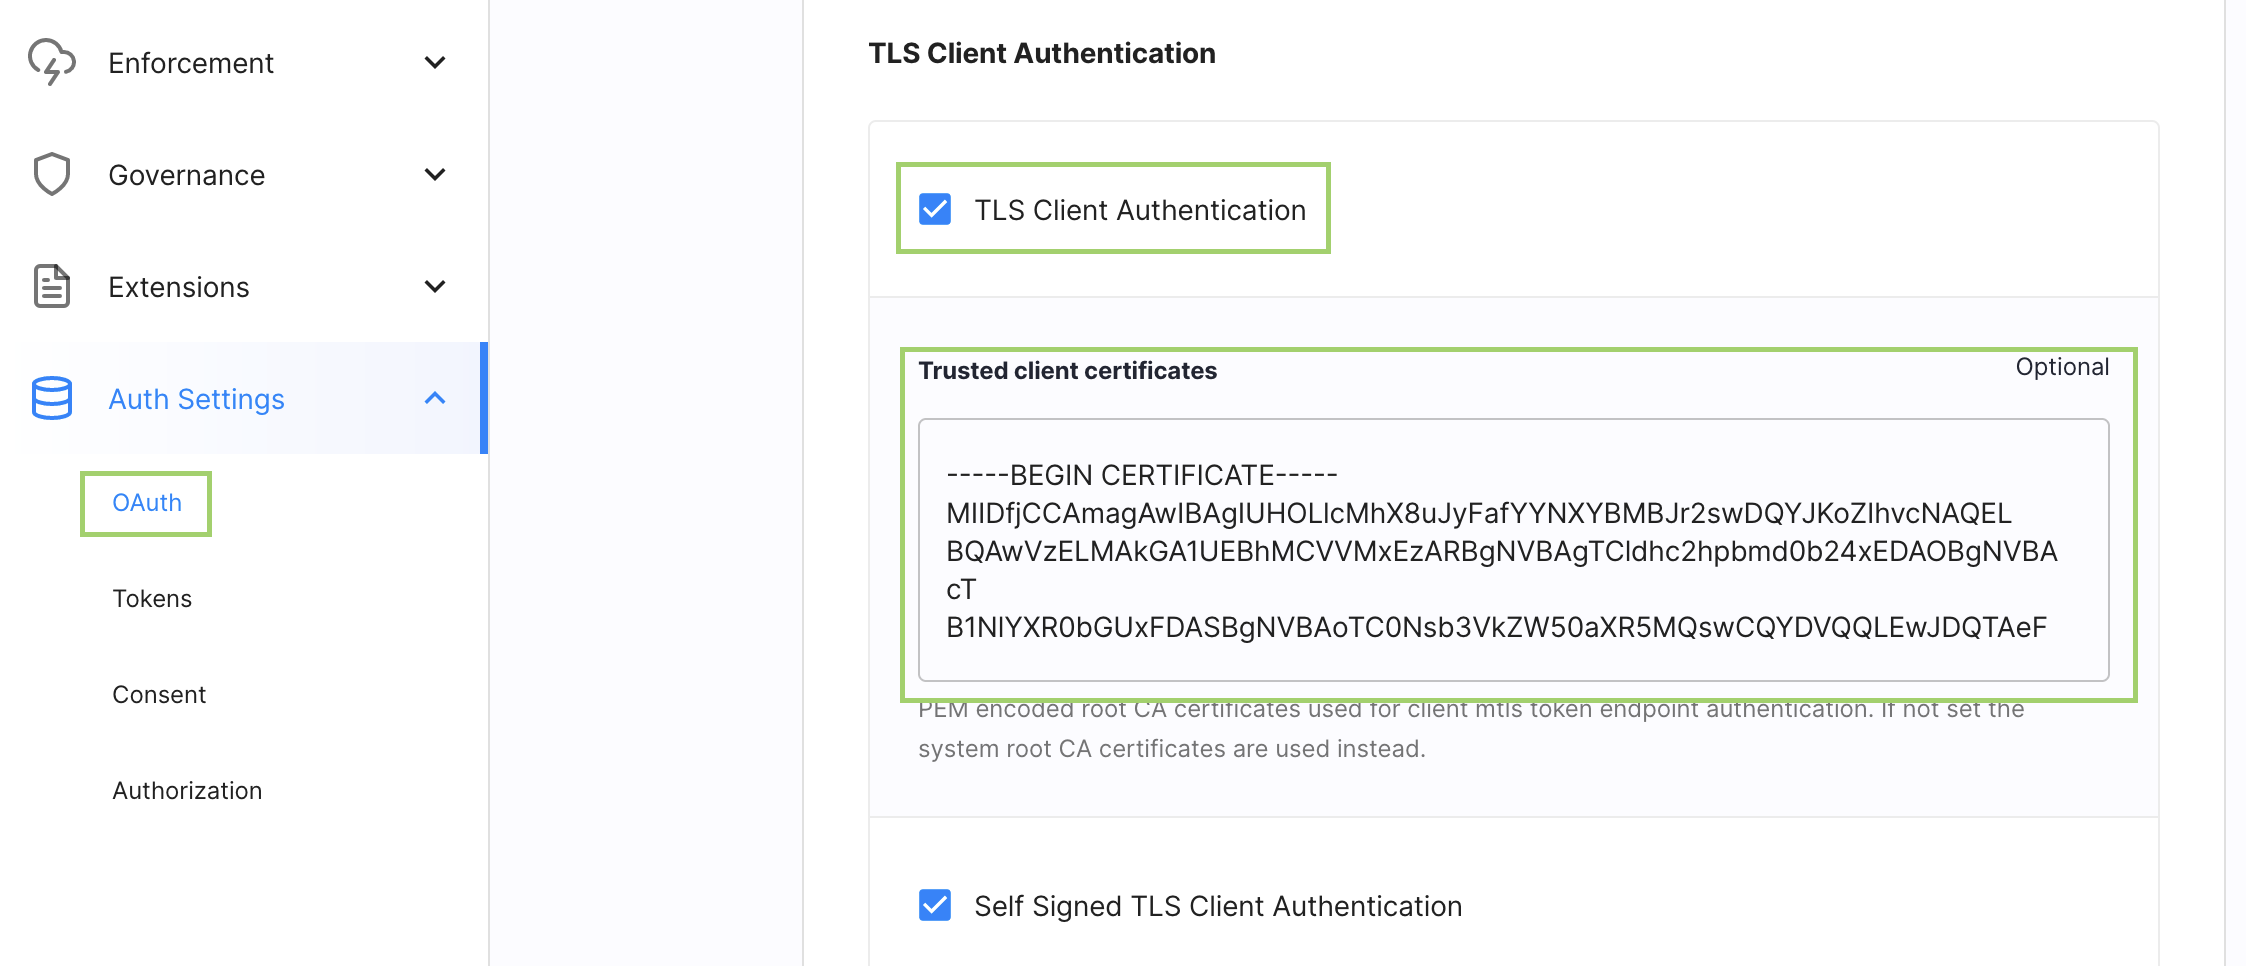 Enforcement
Governance
Extensions
Auth Settings
OAuth
Tokens
Consent
Authorization
TLS Client Authentication
TLS Client Authentication
Trusted client certificates
Optional
-----BEGIN CERTIFICATE-----
MIIDfjCCAmagAwIBAgIUHOLlcMhX8uJyFafYYNXYBMBJr2swDQYJKoZIhvcNAQEL
BQAwVzELMAkGA1UEBhMCVVMxEzARBgNVBAgTCldhc2hpbmd0b24xEDAOBgNVBA
cT
B1NlYXR0bGUxFDASBgNVBAoTC0Nsb3VkZW50aXR5MQswCQYDVQQLEwJDQTAeF
PEM encoded root CA certificates used for client mtls token endpoint authentication. If not set the
system root CA certificates are used instead.
Self Signed TLS Client Authentication